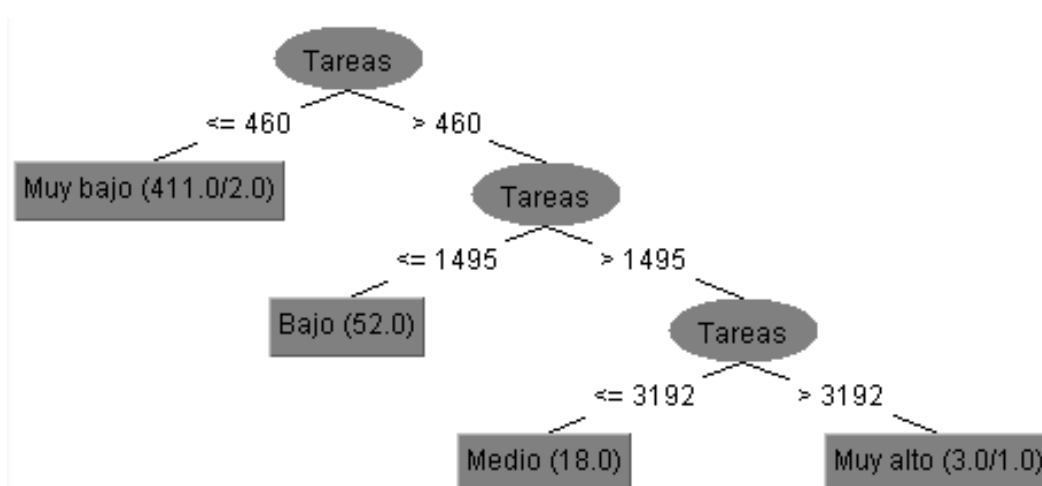 Tareas
<= 460
> 460
Muy bajo (411.0/2.0)
Tareas
<= 1495
> 1495
Bajo (52.0)
Tareas
<= 3192
> 3192
Medio (18.0)
Muy alto (3.0/1.0)